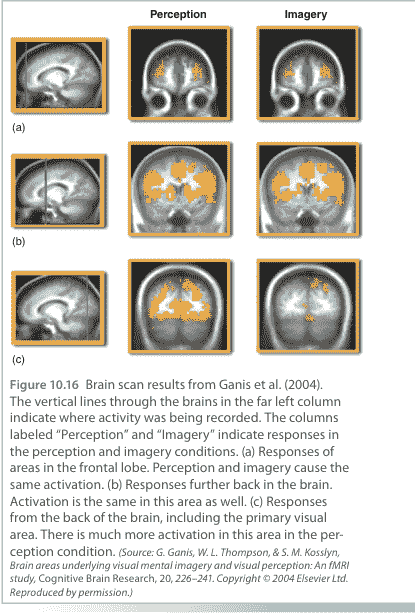 Perception Imagery
(a)
(b)
(c)
Figure 10.16 Brain scan results from Ganis et al. (2004).
The vertical lines through the brains in the far left column
indicate where activity was being recorded. The columns
labeled “Perception” and “Imagery” indicate responses in
the perception and imagery conditions. (a) Responses of
areas in the frontal lobe. Perception and imagery cause the
same activation. (b) Responses further back in the brain.
Activation is the same in this area as well. (c) Responses
from the back of the brain, including the primary visual
area. There is much more activation in this area in the per-
ception condition. (Source: G. Ganis, W. L. Thompson, & S. M. Kosslyn,
Brain areas underlying visual mental imagery and visual perception: An fMRI
study, Cognitive Brain Research, 20, 226–241. Copyright © 2004 Elsevier Ltd.
Reproduced by permission.)